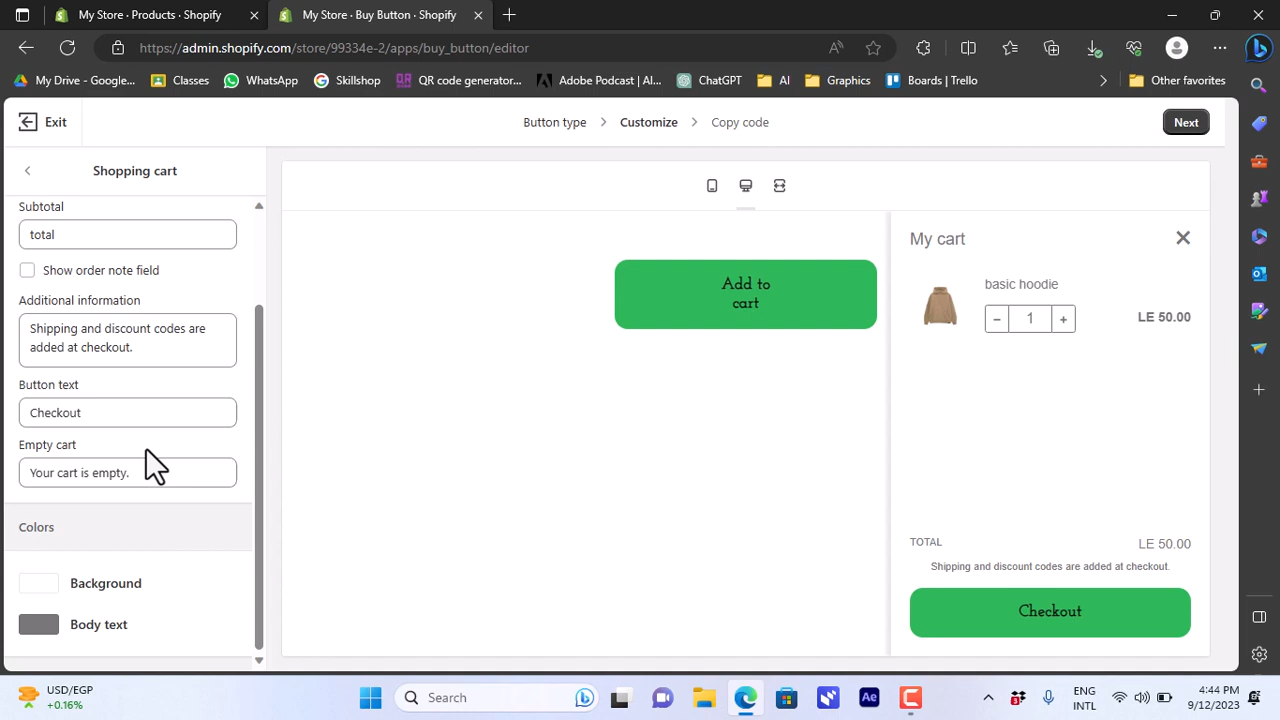 My Store · Products · Shopify
My Store · Buy Button · Shopify
https://admin.shopify.com/store/99334e-2/apps/buy_button/editor
My Drive - Google...
Classes
WhatsApp
Skillshop
QR code generator...
Adobe Podcast | AI...
ChatGPT
AI
Graphics
Boards | Trello
Other favorites
Exit
Button type
Customize
Copy code
Next
Shopping cart
Subtotal
total
Show order note field
Additional information
Shipping and discount codes are
added at checkout.
Button text
Checkout
Empty cart
Your cart is empty.
Colors
Background
Body text
Add to
cart
My cart
basic hoodie
1
LE 50.00
TOTAL
LE 50.00
Shipping and discount codes are added at checkout.
Checkout
USD/EGP
+0.16%
Search
Ae
ENG
INTL
4:44 PM
9/12/2023